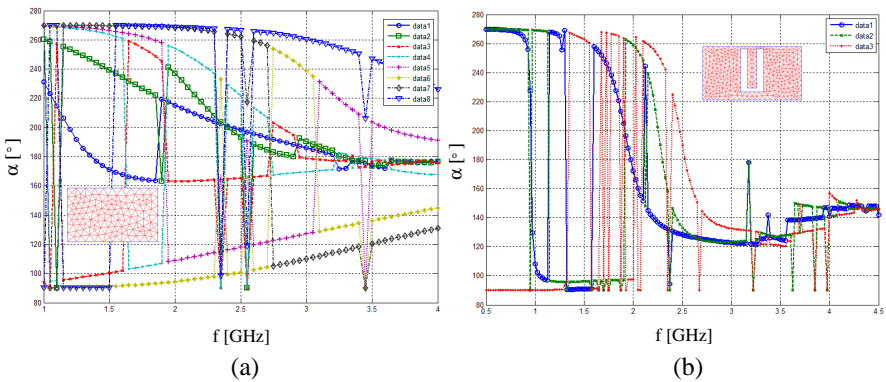 280
260
240
220
200
180
160
140
120
100
80
1
1.5
2
2.5
3
3.5
4
α [°]
f [GHz]
data1
data2
data3
data4
data5
data6
data7
data8
(a)
280
260
240
220
200
180
160
140
120
100
80
0.5
1
1.5
2
2.5
3
3.5
4
4.5
α [°]
f [GHz]
data1
data2
data3
(b)